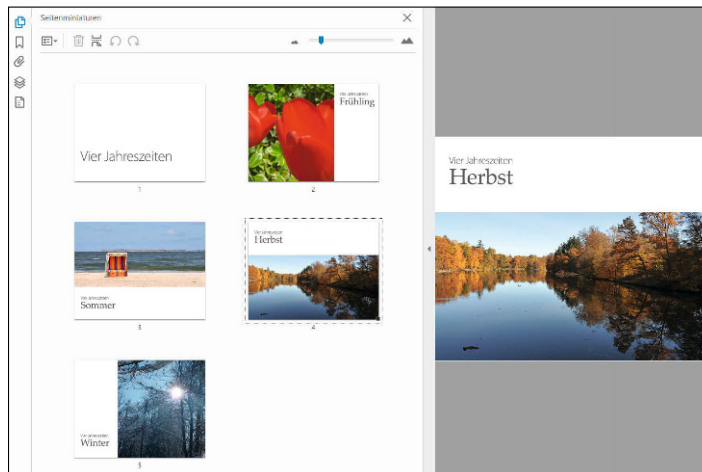 Seitenminiaturen
Vier Jahreszeiten
1
Vier Jahreszeiten
Frühling
2
Vier Jahreszeiten
Sommer
3
Vier Jahreszeiten
Herbst
4
Vier Jahreszeiten
Winter
5
Vier Jahreszeiten
Herbst